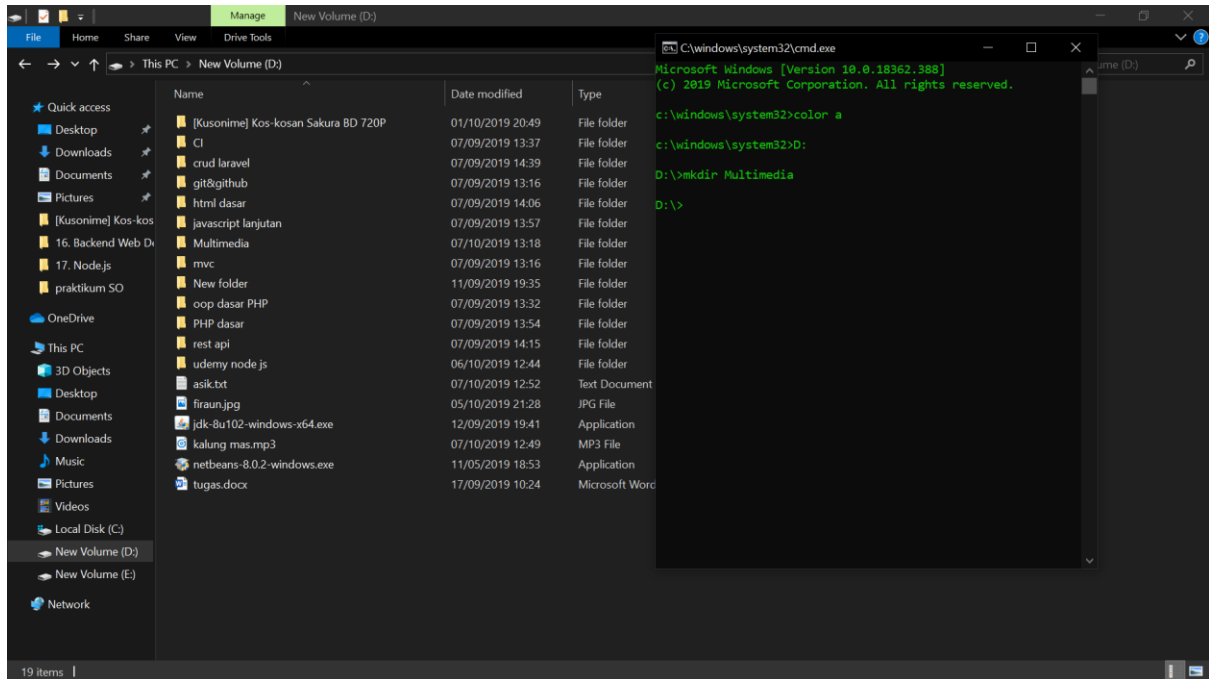 Manage New Volume (D:)
File Home Share View Drive Tools
This PC > New Volume (D:)
Quick access
Desktop
Downloads
Documents
Pictures
[Kusonime] Kos-kos
16. Backend Web De
17. Node.js
praktikum SO
OneDrive
This PC
3D Objects
Desktop
Documents
Downloads
Music
Pictures
Videos
Local Disk (C:)
New Volume (D:)
New Volume (E:)
Network
Name Date modified Type
[Kusonime] Kos-kosan Sakura BD 720P 01/10/2019 20:49 File folder
CI 07/09/2019 13:37 File folder
crud laravel 07/09/2019 14:39 File folder
git&github 07/09/2019 13:16 File folder
html dasar 07/09/2019 14:06 File folder
javascript lanjutan 07/09/2019 13:57 File folder
Multimedia 07/10/2019 13:18 File folder
mvc 07/09/2019 13:16 File folder
New folder 11/09/2019 19:35 File folder
oop dasar PHP 07/09/2019 13:32 File folder
PHP dasar 07/09/2019 13:54 File folder
rest api 07/09/2019 14:15 File folder
udemy node js 06/10/2019 12:44 File folder
asik.txt 07/10/2019 12:52 Text Document
firaun.jpg 05/10/2019 21:28 JPG File
jdk-8u102-windows-x64.exe 12/09/2019 19:41 Application
kalung mas.mp3 07/10/2019 12:49 MP3 File
netbeans-8.0.2-windows.exe 11/05/2019 18:53 Application
tugas.docx 17/09/2019 10:24 Microsoft Word
C:\windows\system32\cmd.exe
Microsoft Windows [Version 10.0.18362.388]
(c) 2019 Microsoft Corporation. All rights reserved.
c:\windows\system32>color a
c:\windows\system32>D:
D:\>mkdir Multimedia
D:\>
ume (D:)
19 items